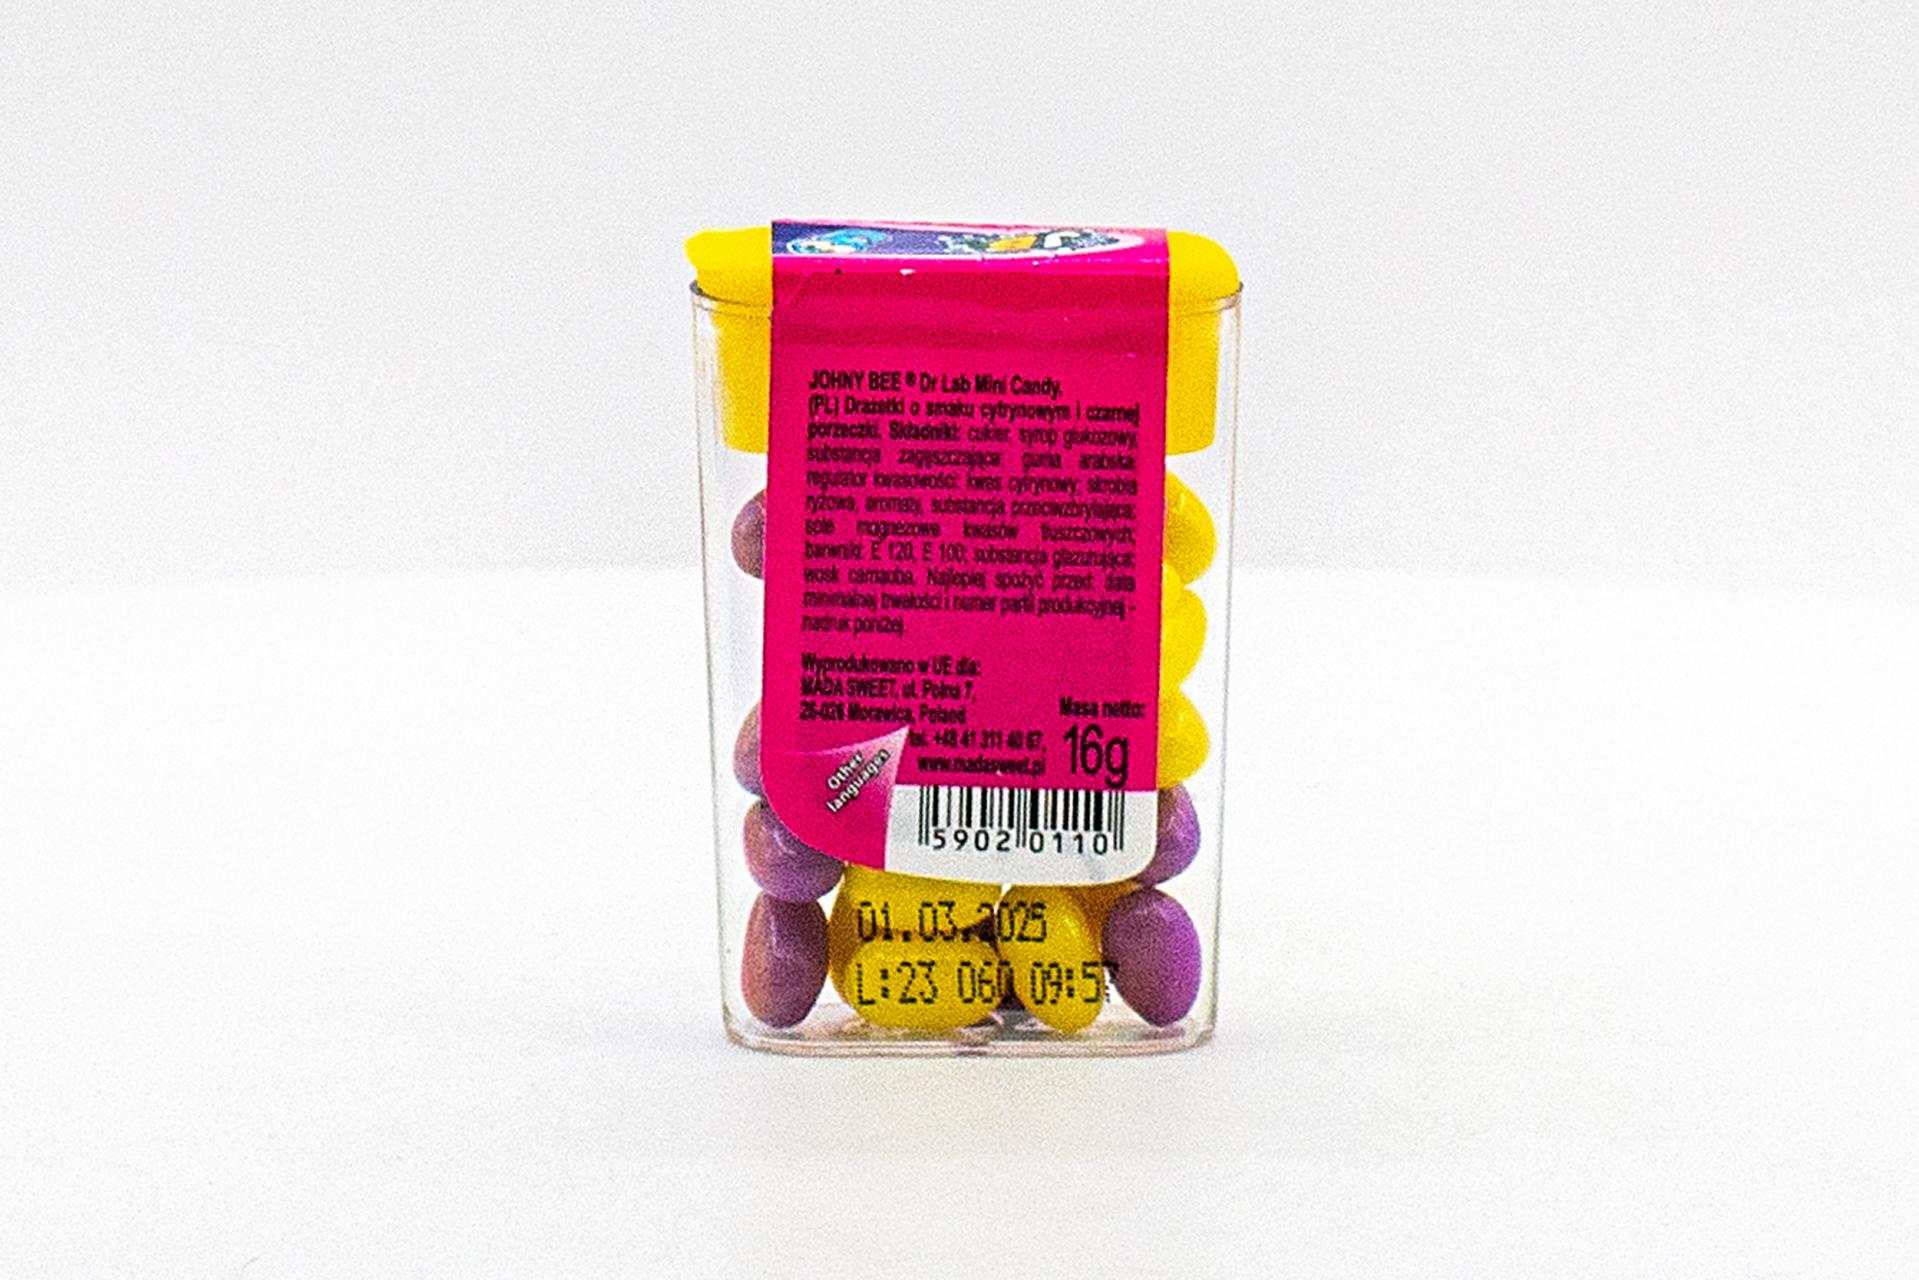 JOHNY BEE ® Dr Lab Mini Candy.
(PL) Drażetki o smaku cytrynowym i czarnej
porzeczki. Składniki: cukier, syrop glukozowy,
substancja zagęszczająca: guma arabska;
regulator kwasowości: kwas cytrynowy; skrobia
ryżowa, aromaty, substancja przeciwzbrylająca:
sole magnezowe kwasów tłuszczowych;
barwniki: E 120, E 100; substancja glazurująca:
wosk carnauba. Najlepiej spożyć przed: data
minimalnej trwałości i numer partii produkcyjnej -
nadruk poniżej.
Wyprodukowano w UE dla:
MADA SWEET, ul. Polna 7,
26-026 Morawica, Poland
tel. +48 41 311 40 67,
www.madasweet.pl
Masa netto:
16g
Other
languages
5902 0110
01.03.2025
L:23 060 09:57